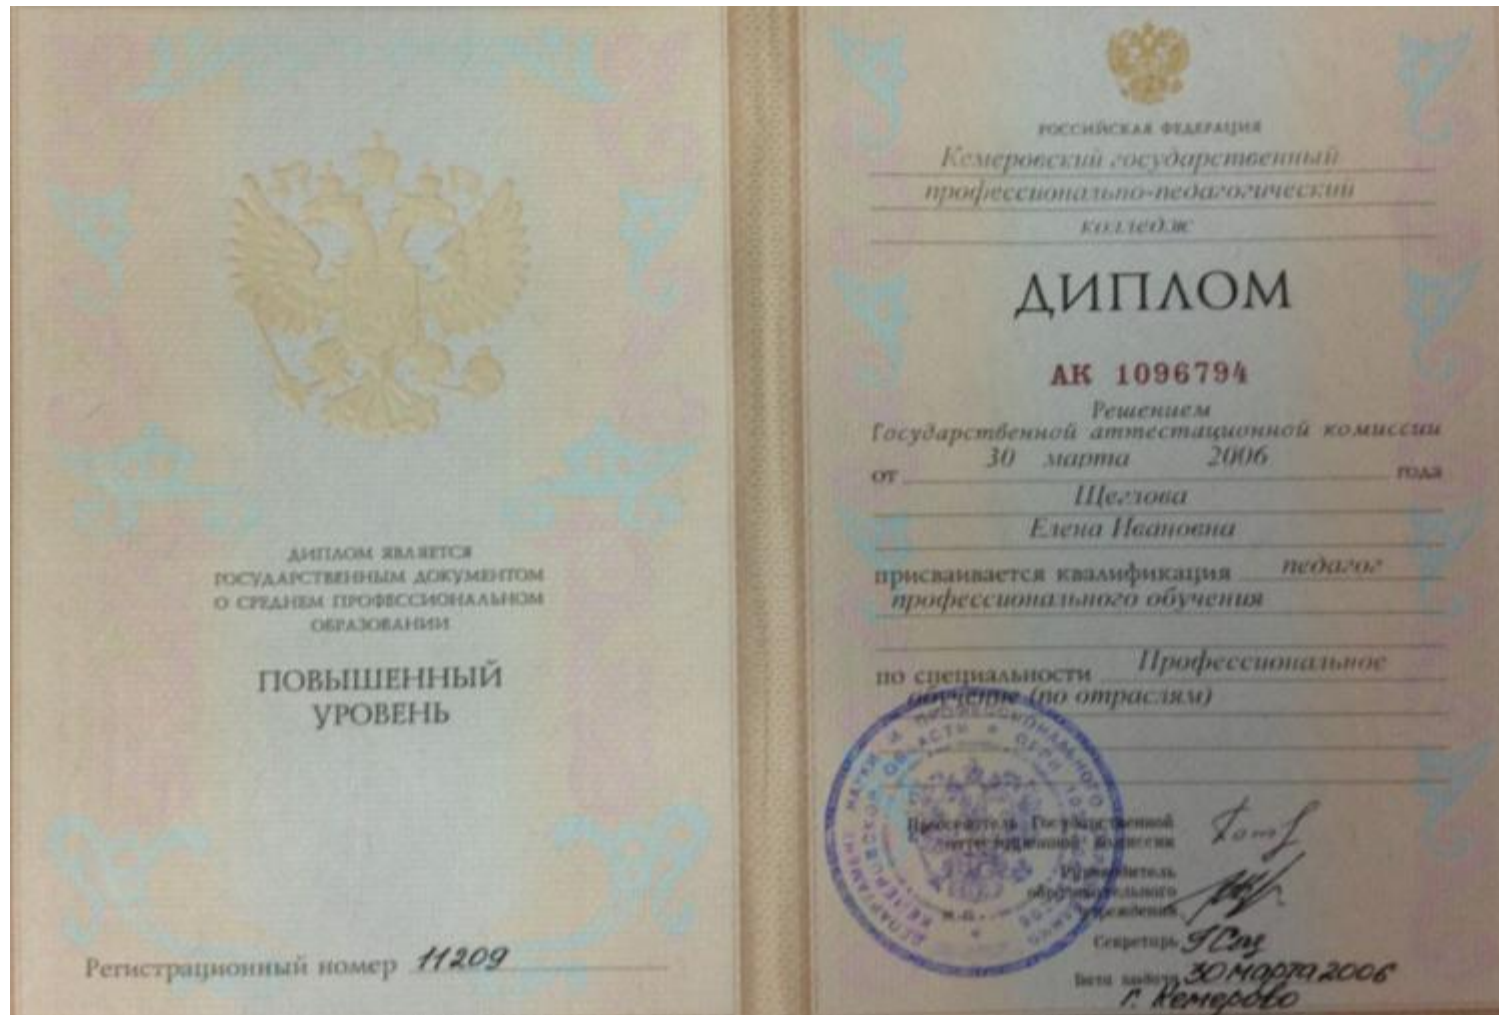 ДИПЛОМ ЯВЛЯЕТСЯ
ГОСУДАРСТВЕННЫМ ДОКУМЕНТОМ
О СРЕДНЕМ ПРОФЕССИОНАЛЬНОМ
ОБРАЗОВАНИИ
ПОВЫШЕННЫЙ
УРОВЕНЬ
Регистрационный номер 11209
РОССИЙСКАЯ ФЕДЕРАЦИЯ
Кемеровский государственный
профессионально-педагогический
колледж
ДИПЛОМ
АК 1096794
Решением
Государственной аттестационной комиссии
от 30 марта 2006 года
Щеглова
Елена Ивановна
присваивается квалификация педагог
профессионального обучения
по специальности Профессиональное
обучение (по отраслям)
Председатель Государственной
аттестационной комиссии
Руководитель
образовательного
учреждения
М.П.
Секретарь
Дата выдачи 30 марта 2006
г. Кемерово